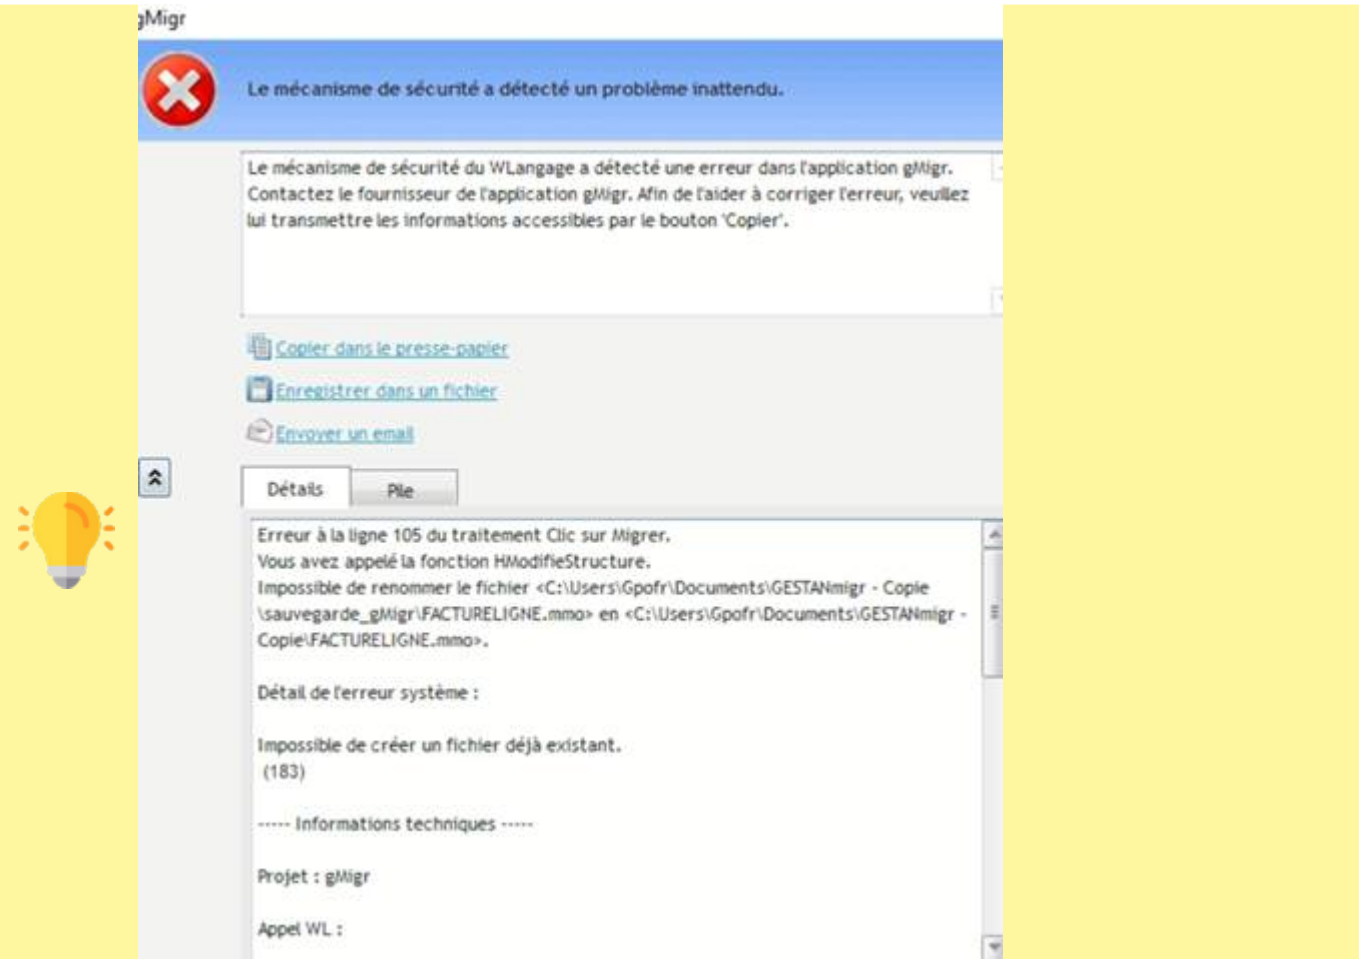 gMigr
Le mécanisme de sécurité a détecté un problème inattendu.
Le mécanisme de sécurité du WLangage a détecté une erreur dans l'application gMigr.
Contactez le fournisseur de l'application gMigr. Afin de l'aider à corriger l'erreur, veuillez
lui transmettre les informations accessibles par le bouton 'Copier'.
Copier dans le presse-papier
Enregistrer dans un fichier
Envoyer un email
Détails Pile
Erreur à la ligne 105 du traitement Clic sur Migrer.
Vous avez appelé la fonction HModifieStructure.
Impossible de renommer le fichier <C:\Users\Gpofr\Documents\GESTANmigr - Copie
\sauvegarde_gMigr\FACTURELIGNE.mmo> en <C:\Users\Gpofr\Documents\GESTANmigr -
Copie\FACTURELIGNE.mmo>.
Détail de l'erreur système :
Impossible de créer un fichier déjà existant.
(183)
----- Informations techniques -----
Projet : gMigr
Appel WL :